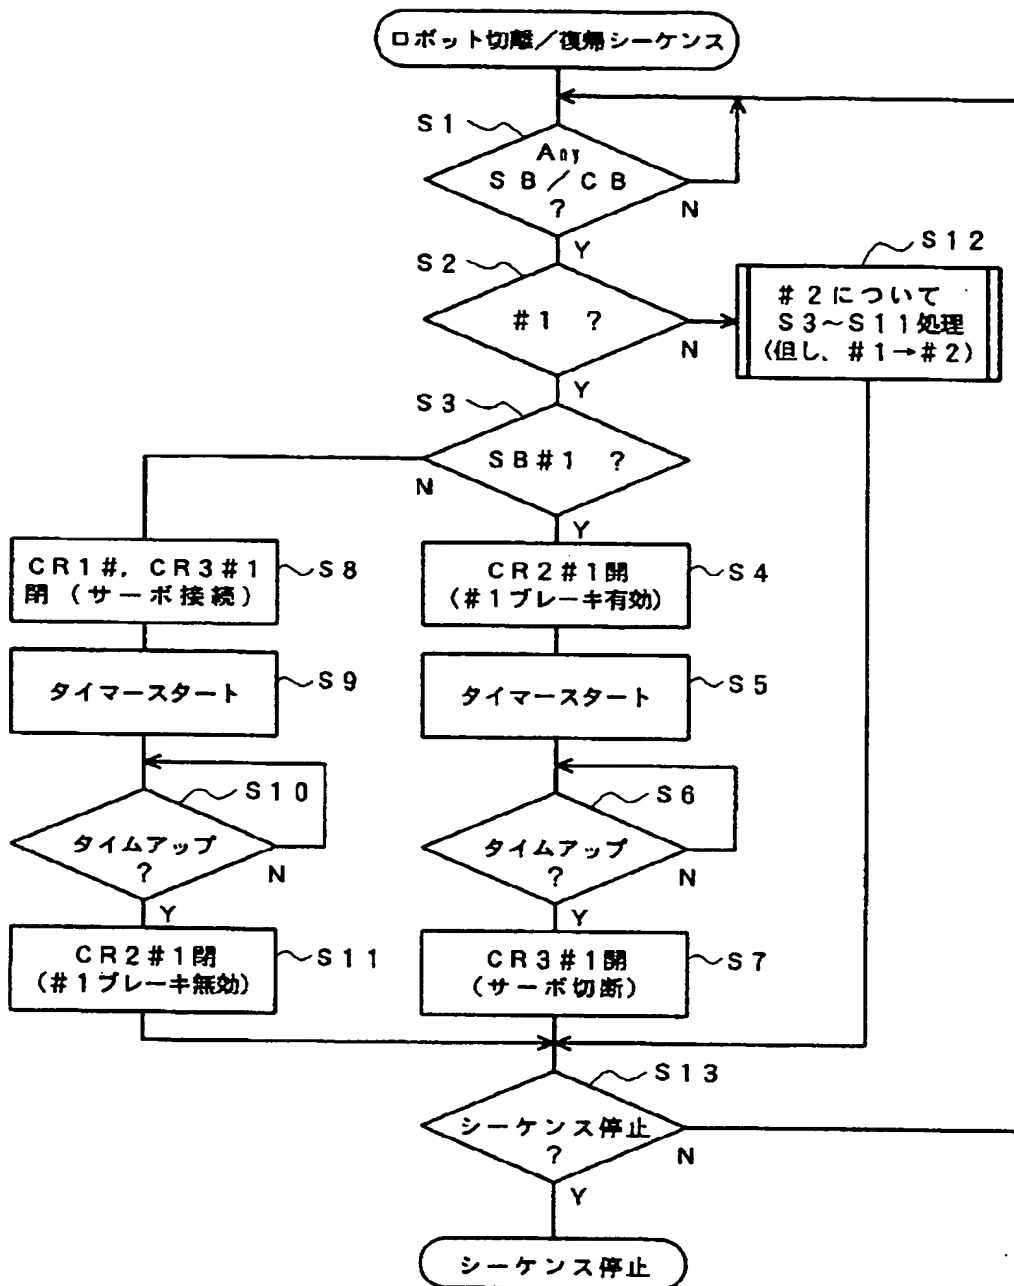 ロボット切離／復帰シーケンス
S1
Any
SB／CB
?
N
Y
S2
#1 ?
N
Y
S12
#2について
S3～S11処理
(但し、#1→#2)
S3
SB#1 ?
N
Y
CR1#, CR3#1
閉（サーボ接続）
S8
CR2#1開
(#1ブレーキ有効)
S4
タイマースタート
S9
タイマースタート
S5
S10
タイムアップ
?
N
Y
S6
タイムアップ
?
N
Y
CR2#1閉
(#1ブレーキ無効)
S11
CR3#1開
(サーボ切断)
S7
S13
シーケンス停止
?
N
Y
シーケンス停止